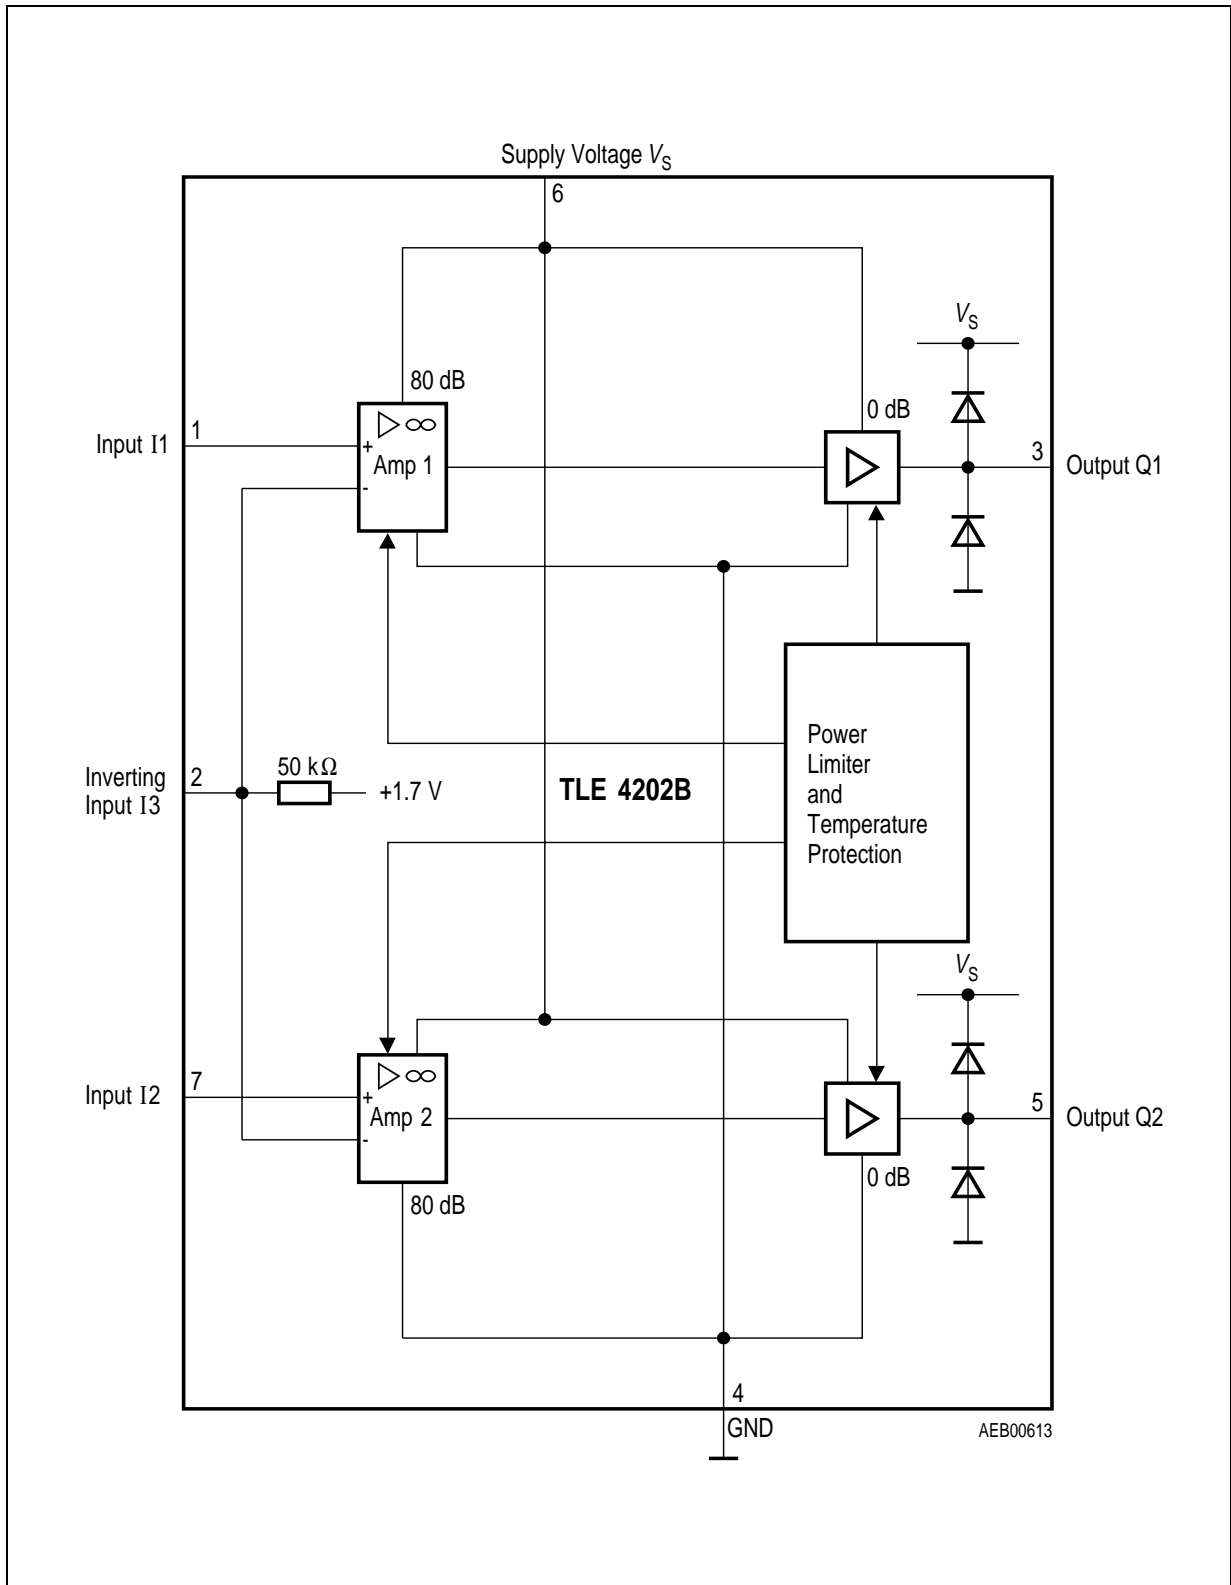 Supply Voltage VS
6
VS
80 dB
0 dB
1
Input I1
+
Amp 1
-
3
Output Q1
Power
Limiter
and
Temperature
Protection
50 kΩ
2
Inverting
Input I3
+1.7 V
TLE 4202B
VS
7
Input I2
+
Amp 2
-
5
Output Q2
80 dB
0 dB
4
GND
AEB00613